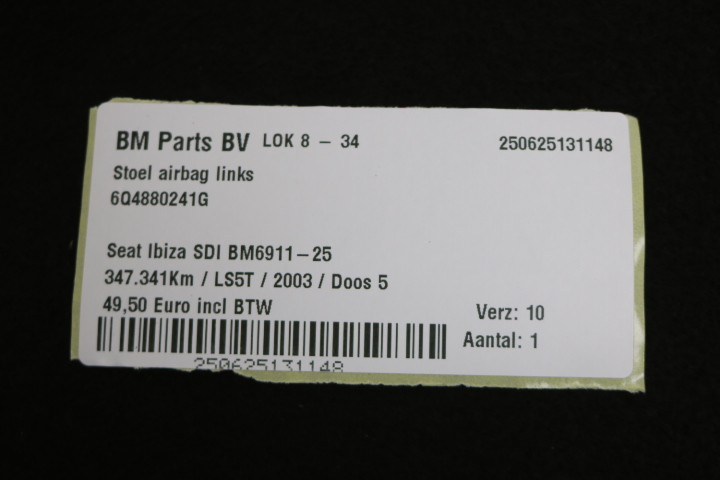 BM Parts BV LOK 8 - 34 250625131148
Stoel airbag links
6Q4880241G
Seat Ibiza SDI BM6911-25
347.341Km / LS5T / 2003 / Doos 5
49,50 Euro incl BTW Verz: 10
Aantal: 1
250625131148